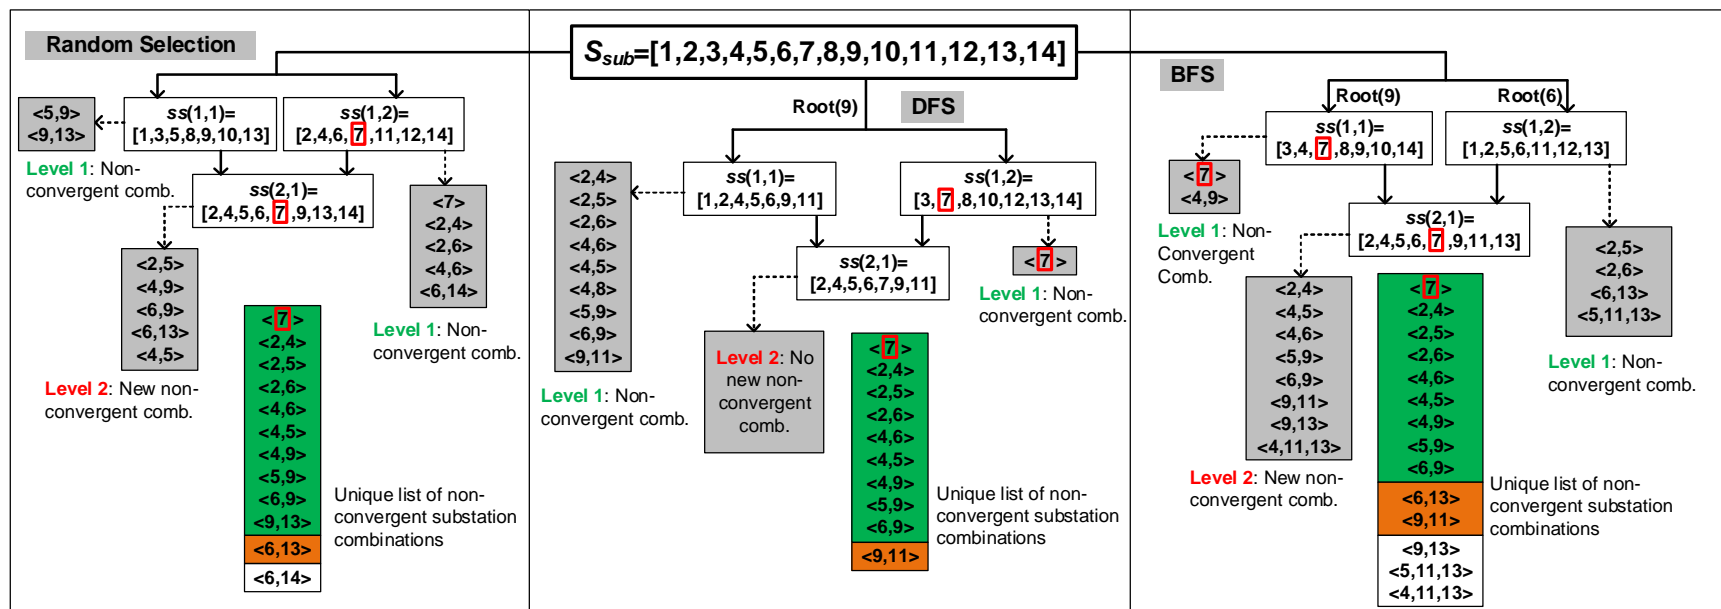 S_sub=[1,2,3,4,5,6,7,8,9,10,11,12,13,14]
Random Selection
<5,9>
<9,13>
ss(1,1)=
[1,3,5,8,9,10,13]
ss(1,2)=
[2,4,6,7,11,12,14]
Level 1: Non-
convergent comb.
ss(2,1)=
[2,4,5,6,7,9,13,14]
<7>
<2,4>
<2,6>
<4,6>
<6,14>
Level 1: Non-
convergent comb.
<2,5>
<4,9>
<6,9>
<6,13>
<4,5>
Level 2: New non-
convergent comb.
<7>
<2,4>
<2,5>
<2,6>
<4,6>
<4,5>
<4,9>
<5,9>
<6,9>
<9,13>
<6,13>
<6,14>
Unique list of non-
convergent substation
combinations
Root(9)
DFS
<2,4>
<2,5>
<2,6>
<4,6>
<4,5>
<4,8>
<5,9>
<6,9>
<9,11>
Level 1: Non-
convergent comb.
ss(1,1)=
[1,2,4,5,6,9,11]
ss(1,2)=
[3,7,8,10,12,13,14]
ss(2,1)=
[2,4,5,6,7,9,11]
<7>
Level 1: Non-
convergent comb.
Level 2: No
new non-
convergent
comb.
<7>
<2,4>
<2,5>
<2,6>
<4,6>
<4,5>
<4,9>
<5,9>
<6,9>
<9,11>
Unique list of non-
convergent substation
combinations
BFS
Root(9)
Root(6)
ss(1,1)=
[3,4,7,8,9,10,14]
ss(1,2)=
[1,2,5,6,11,12,13]
<7>
<4,9>
Level 1: Non-
Convergent
Comb.
ss(2,1)=
[2,4,5,6,7,9,11,13]
<2,5>
<2,6>
<6,13>
<5,11,13>
Level 1: Non-
convergent comb.
<2,4>
<4,5>
<4,6>
<5,9>
<6,9>
<9,11>
<9,13>
<4,11,13>
Level 2: New non-
convergent comb.
<7>
<2,4>
<2,5>
<2,6>
<4,6>
<4,5>
<4,9>
<5,9>
<6,9>
<6,13>
<9,11>
<9,13>
<5,11,13>
<4,11,13>
Unique list of non-
convergent substation
combinations